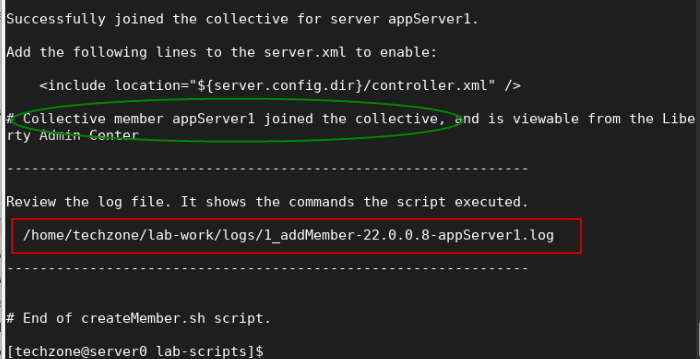 Successfully joined the collective for server appServer1.
Add the following lines to the server.xml to enable:
<include location="${server.config.dir}/controller.xml" />
# Collective member appServer1 joined the collective, and is viewable from the Libe
rty Admin Center
---------------------------------------------------------------
Review the log file. It shows the commands the script executed.
/home/techzone/lab-work/logs/1_addMember-22.0.0.8-appServer1.log
---------------------------------------------------------------
# End of createMember.sh script.
[techzone@server0 lab-scripts]$